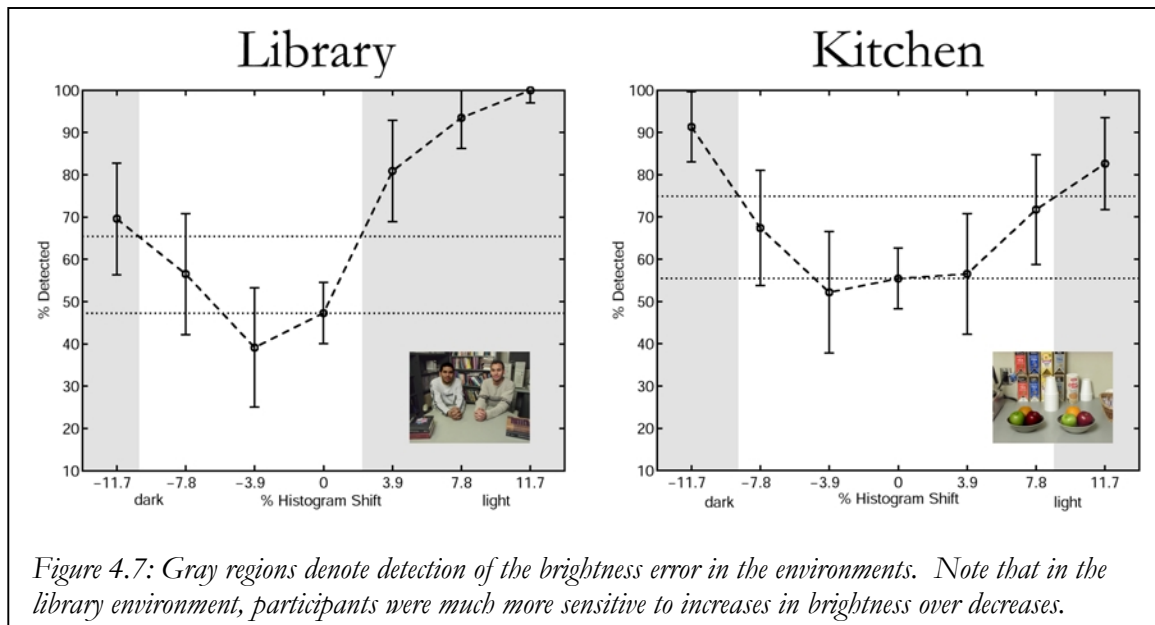 Library
Kitchen
100
90
80
70
60
50
40
30
20
10
% Detected
−11.7
−7.8
−3.9
0
3.9
7.8
11.7
dark
% Histogram Shift
light
100
90
80
70
60
50
40
30
20
10
% Detected
−11.7
−7.8
−3.9
0
3.9
7.8
11.7
dark
% Histogram Shift
light
Figure 4.7: Gray regions denote detection of the brightness error in the environments. Note that in the
library environment, participants were much more sensitive to increases in brightness over decreases.